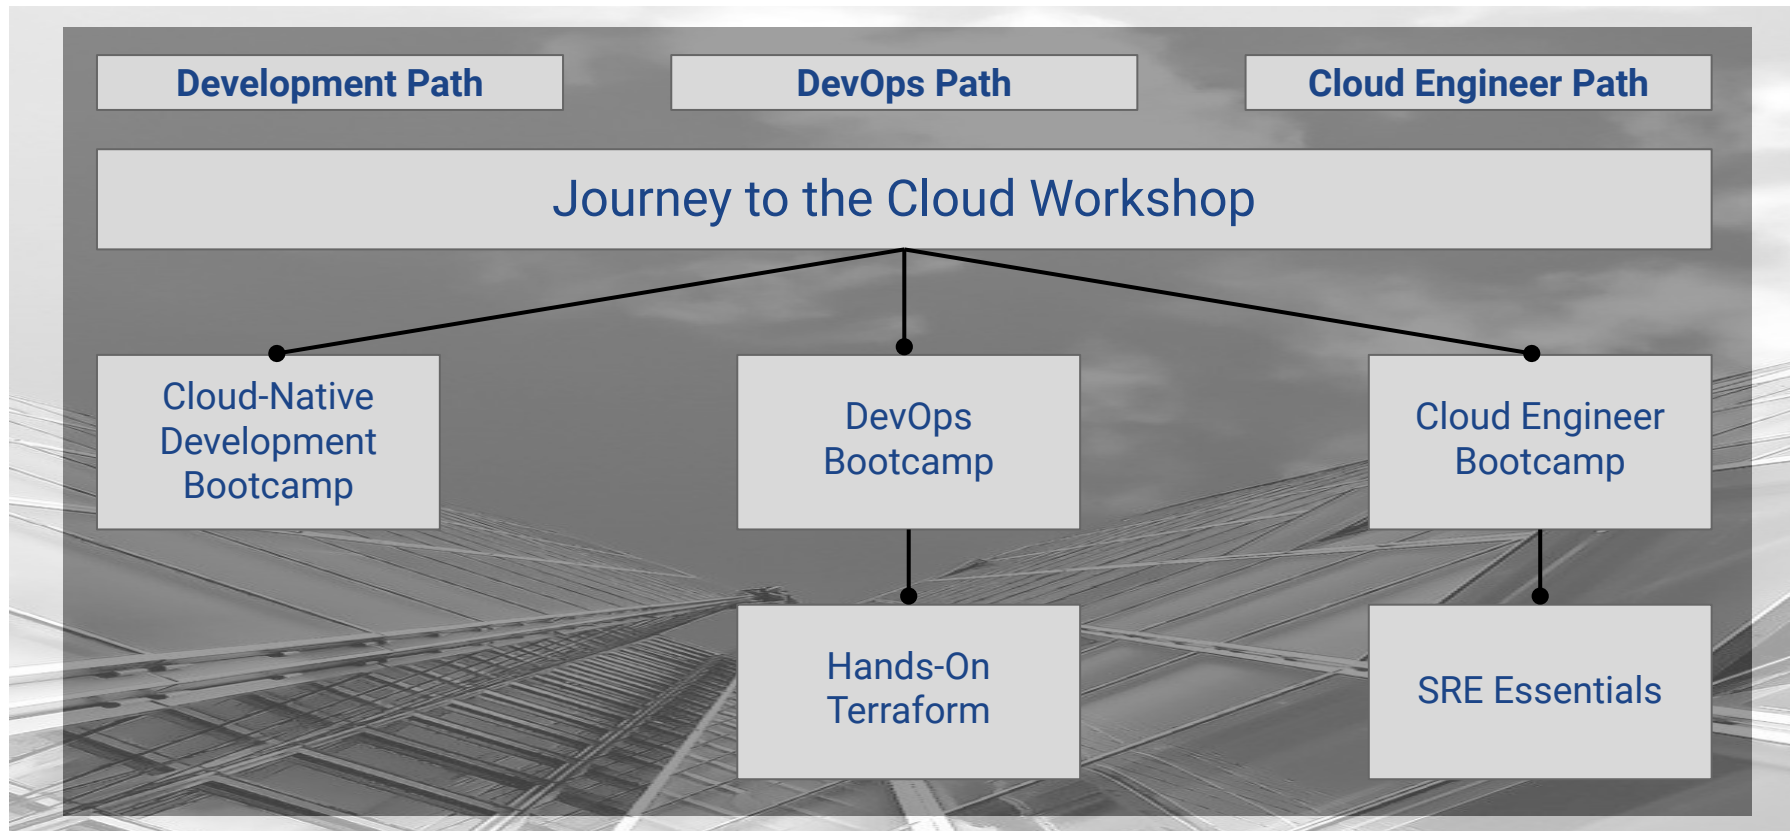 Development Path
DevOps Path
Cloud Engineer Path
Journey to the Cloud Workshop
Cloud-Native
Development
Bootcamp
DevOps
Bootcamp
Cloud Engineer
Bootcamp
Hands-On
Terraform
SRE Essentials